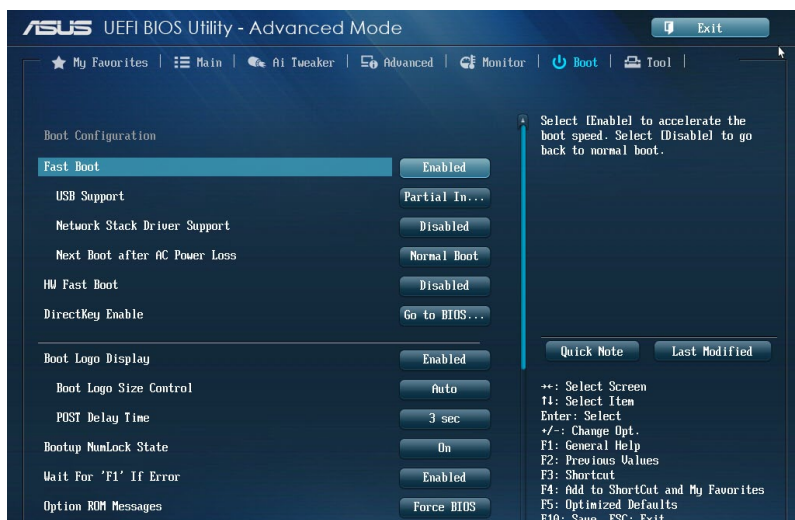 ASUS UEFI BIOS Utility - Advanced Mode
Exit
My Favorites | Main | Ai Tweaker | Advanced | Monitor | Boot | Tool |
Boot Configuration
Fast Boot Enabled
USB Support Partial In...
Network Stack Driver Support Disabled
Next Boot after AC Power Loss Normal Boot
HW Fast Boot Disabled
DirectKey Enable Go to BIOS...
Boot Logo Display Enabled
Boot Logo Size Control Auto
POST Delay Time 3 sec
Bootup NumLock State On
Wait For 'F1' If Error Enabled
Option ROM Messages Force BIOS
Select [Enable] to accelerate the
boot speed. Select [Disable] to go
back to normal boot.
Quick Note Last Modified
→←: Select Screen
↑↓: Select Item
Enter: Select
+/-: Change Opt.
F1: General Help
F2: Previous Values
F3: Shortcut
F4: Add to ShortCut and My Favorites
F5: Optimized Defaults
F10: Save ESC: Exit